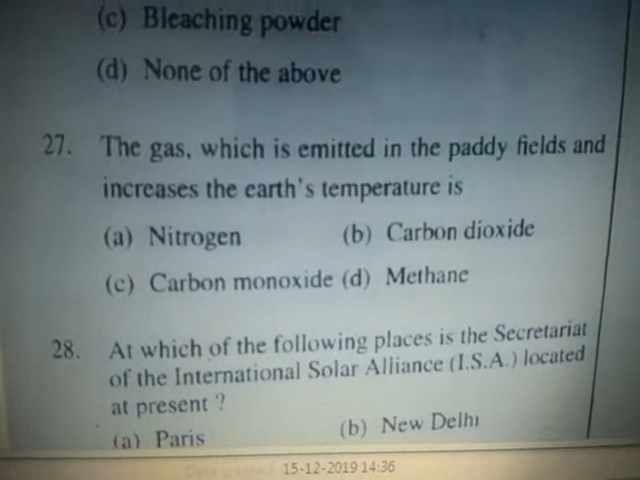 (c) Bleaching powder
(d) None of the above
27. The gas, which is emitted in the paddy fields and
increases the earth's temperature is
(a) Nitrogen (b) Carbon dioxide
(c) Carbon monoxide (d) Methane
28. At which of the following places is the Secretariat
of the International Solar Alliance (I.S.A.) located
at present ?
(a) Paris (b) New Delhi
15-12-2019 14:36